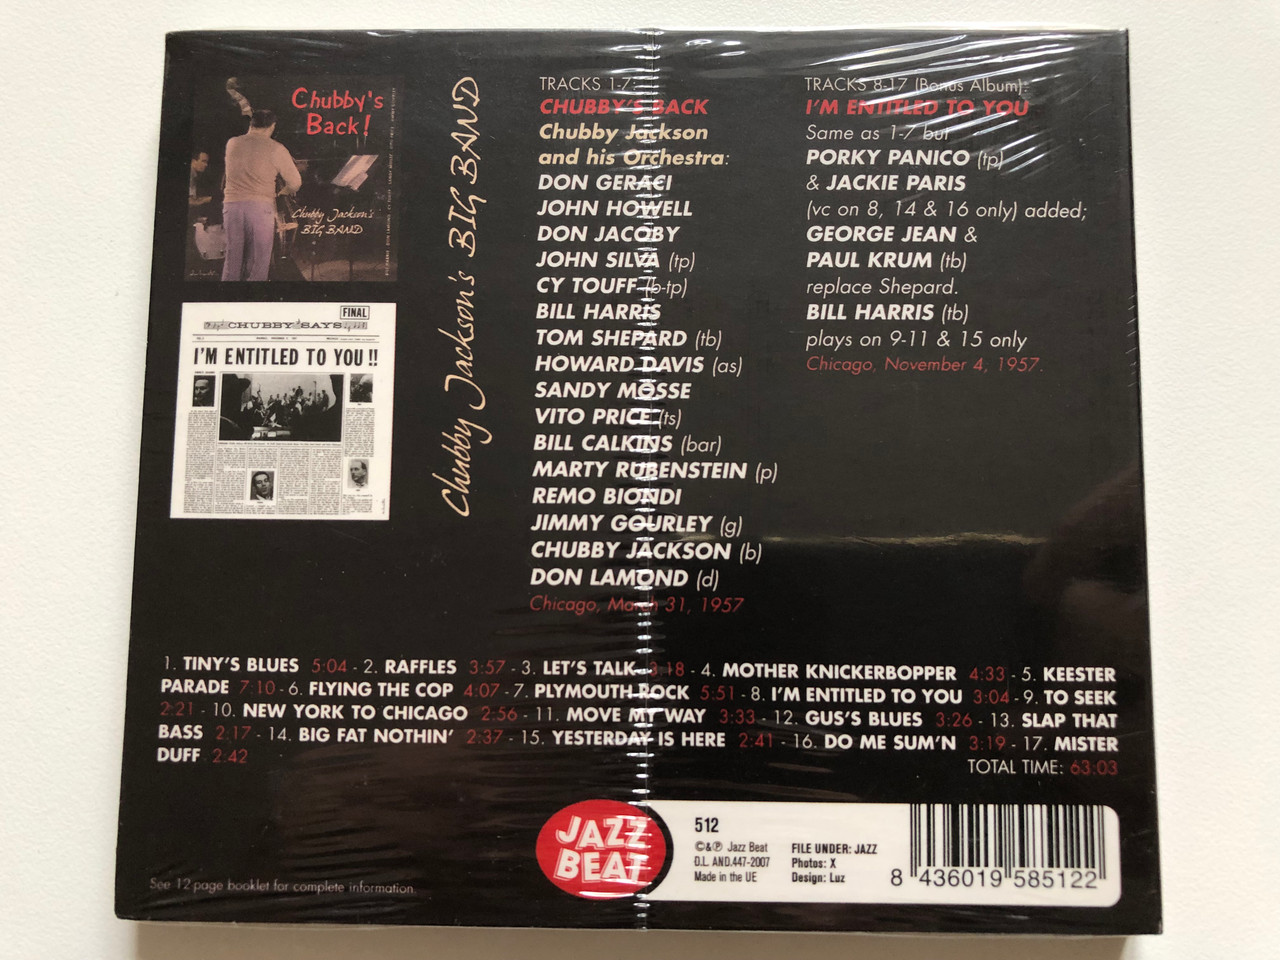 Chubby's
Back!
Chubby Jackson's
BIG BAND
FINAL
CHUBBY SAYS
I'M ENTITLED TO YOU !!
Chubby Jackson's BIG BAND
TRACKS 1-7:
CHUBBY'S BACK
Chubby Jackson
and his Orchestra:
DON GERACI
JOHN HOWELL
DON JACOBY
JOHN SILVA (tp)
CY TOUFF (b-tp)
BILL HARRIS
TOM SHEPARD (tb)
HOWARD DAVIS (as)
SANDY MOSSE
VITO PRICE (ts)
BILL CALKINS (bar)
MARTY RUBENSTEIN (p)
REMO BIONDI
JIMMY GOURLEY (g)
CHUBBY JACKSON (b)
DON LAMOND (d)
Chicago, March 31, 1957
TRACKS 8-17 (Bonus Album):
I'M ENTITLED TO YOU
Same as 1-7 but
PORKY PANICO (tp)
& JACKIE PARIS
(vc on 8, 14 & 16 only) added;
GEORGE JEAN &
PAUL KRUM (tb)
replace Shepard.
BILL HARRIS (tb)
plays on 9-11 & 15 only
Chicago, November 4, 1957.
1. TINY'S BLUES 5:04 - 2. RAFFLES 3:57 - 3. LET'S TALK 3:18 - 4. MOTHER KNICKERBOPPER 4:33 - 5. KEESTER
PARADE 7:10 - 6. FLYING THE COP 4:07 - 7. PLYMOUTH ROCK 5:51 - 8. I'M ENTITLED TO YOU 3:04 - 9. TO SEEK
2:21 - 10. NEW YORK TO CHICAGO 2:56 - 11. MOVE MY WAY 3:33 - 12. GUS'S BLUES 3:26 - 13. SLAP THAT
BASS 2:17 - 14. BIG FAT NOTHIN' 2:37 - 15. YESTERDAY IS HERE 2:41 - 16. DO ME SUM'N 3:19 - 17. MISTER
DUFF 2:42
TOTAL TIME: 63:03
JAZZ
BEAT
512
©&℗ Jazz Beat
D.L. AND.447-2007
Made in the UE
FILE UNDER: JAZZ
Photos: X
Design: Luz
8 436019 585122
See 12 page booklet for complete information.